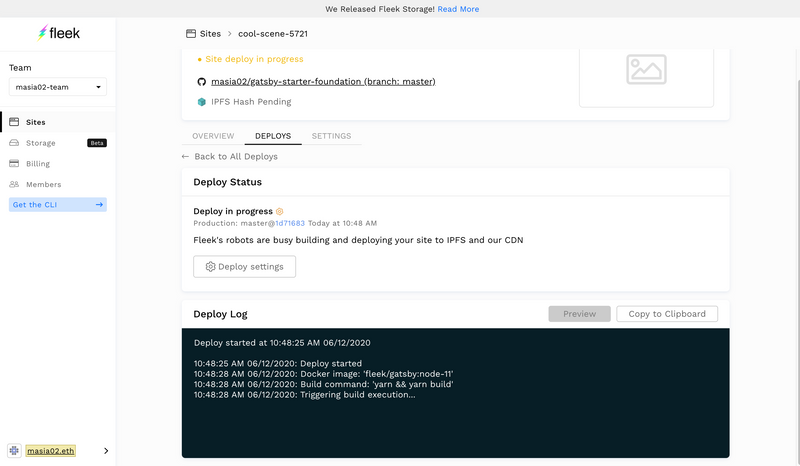 We Released Fleek Storage! Read More
fleek
Sites > cool-scene-5721
Team
masia02-team
Sites
Storage Beta
Billing
Members
Get the CLI →
masia02.eth
Site deploy in progress
masia02/gatsby-starter-foundation (branch: master)
IPFS Hash Pending
OVERVIEW DEPLOYS SETTINGS
← Back to All Deploys
Deploy Status
Deploy in progress
Production: master@1d71683 Today at 10:48 AM
Fleek's robots are busy building and deploying your site to IPFS and our CDN
Deploy settings
Deploy Log
Preview
Copy to Clipboard
Deploy started at 10:48:25 AM 06/12/2020
10:48:25 AM 06/12/2020: Deploy started
10:48:28 AM 06/12/2020: Docker image: 'fleek/gatsby:node-11'
10:48:28 AM 06/12/2020: Build command: 'yarn && yarn build'
10:48:28 AM 06/12/2020: Triggering build execution...